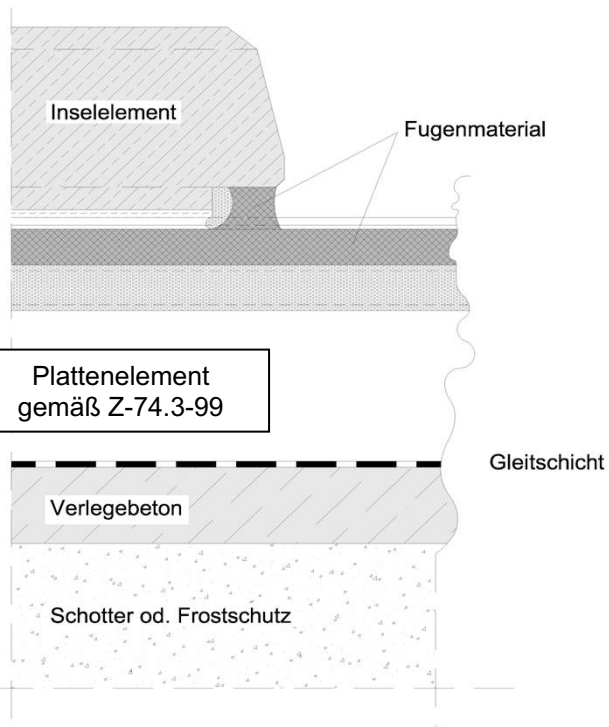 Inselelement
Fugenmaterial
Plattenelement
gemäß Z-74.3-99
Gleitschicht
Verlegebeton
Schotter od. Frostschutz